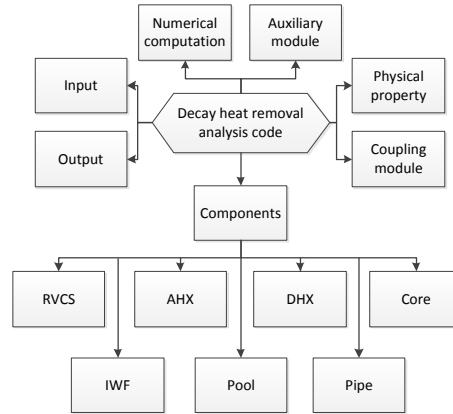 Numerical
computation
Auxiliary
module
Input
Physical
property
Decay heat removal
analysis code
Output
Coupling
module
Components
RVCS
AHX
DHX
Core
IWF
Pool
Pipe